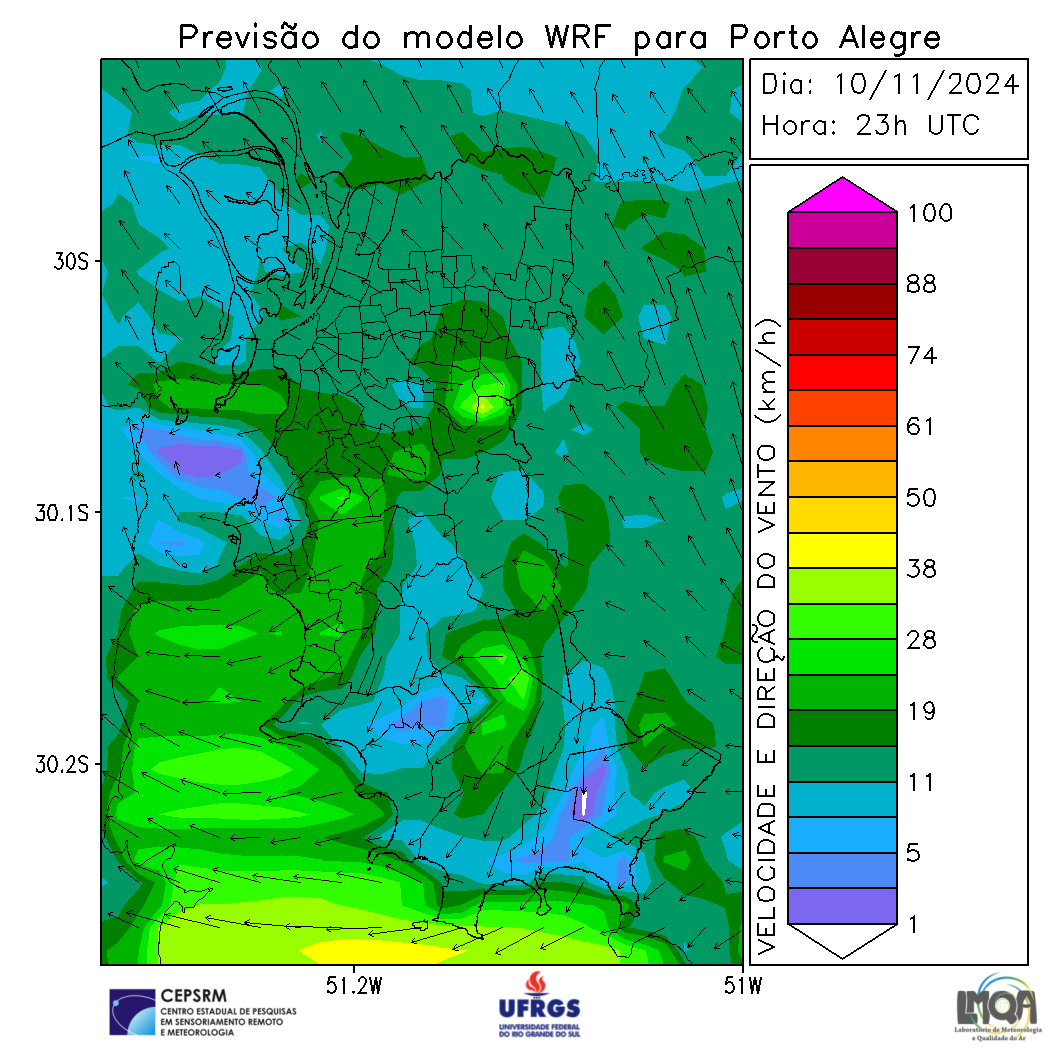 Previsão do modelo WRF para Porto Alegre
Dia: 10/11/2024
Hora: 23h UTC
30S
30.1S
30.2S
51.2W
51W
VELOCIDADE E DIREÇÃO DO VENTO (km/h)
100
88
74
61
50
38
28
19
11
5
1
CEPSRM
CENTRO ESTADUAL DE PESQUISAS
EM SENSORIAMENTO REMOTO
E METEOROLOGIA
UFRGS
UNIVERSIDADE FEDERAL
DO RIO GRANDE DO SUL
LMQA
Laboratório de Meteorologia
e Qualidade do Ar